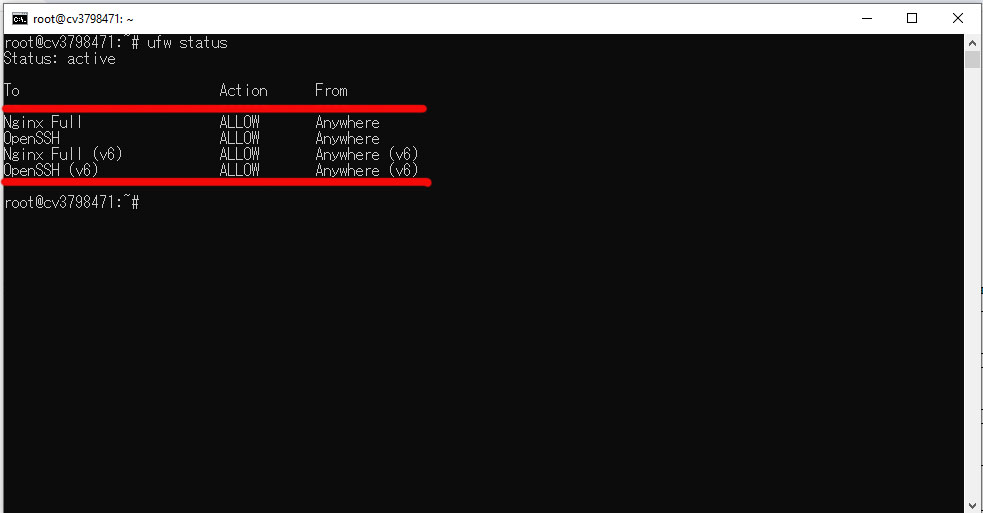 root@cv3798471: ~
root@cv3798471:~# ufw status
Status: active
To Action From
Nginx Full ALLOW Anywhere
OpenSSH ALLOW Anywhere
Nginx Full (v6) ALLOW Anywhere (v6)
OpenSSH (v6) ALLOW Anywhere (v6)
root@cv3798471:~#